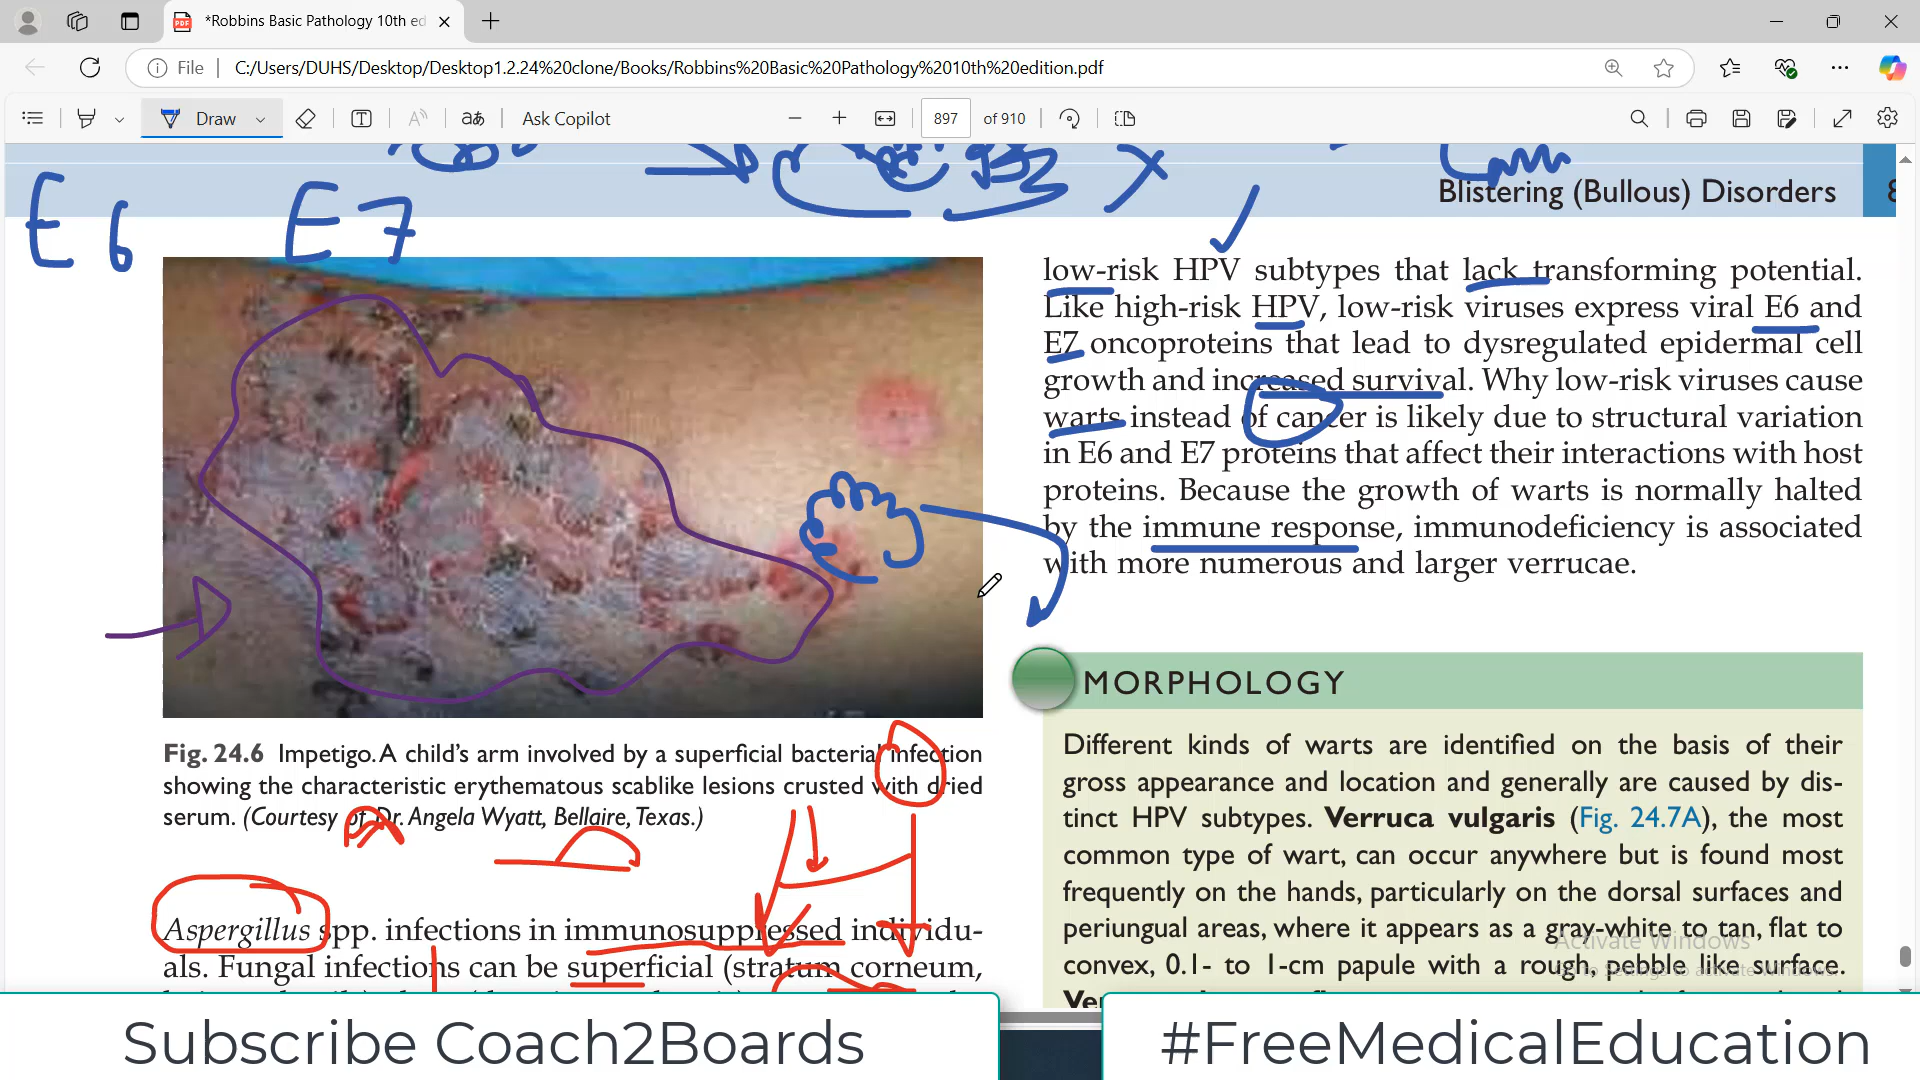 *Robbins Basic Pathology 10th ed
File
C:/Users/DUHS/Desktop/Desktop1.2.24%20clone/Books/Robbins%20Basic%20Pathology%2010th%20edition.pdf
Draw
Ask Copilot
897 of 910
Blistering (Bullous) Disorders
E6 E7
low-risk HPV subtypes that lack transforming potential.
Like high-risk HPV, low-risk viruses express viral E6 and
E7 oncoproteins that lead to dysregulated epidermal cell
growth and increased survival. Why low-risk viruses cause
warts instead of cancer is likely due to structural variation
in E6 and E7 proteins that affect their interactions with host
proteins. Because the growth of warts is normally halted
by the immune response, immunodeficiency is associated
with more numerous and larger verrucae.
MORPHOLOGY
Different kinds of warts are identified on the basis of their
gross appearance and location and generally are caused by dis-
tinct HPV subtypes. Verruca vulgaris (Fig. 24.7A), the most
common type of wart, can occur anywhere but is found most
frequently on the hands, particularly on the dorsal surfaces and
periungual areas, where it appears as a gray-white to tan, flat to
convex, 0.1- to 1-cm papule with a rough, pebble like surface.
Fig. 24.6 Impetigo. A child's arm involved by a superficial bacterial infection
showing the characteristic erythematous scablike lesions crusted with dried
serum. (Courtesy of Dr. Angela Wyatt, Bellaire, Texas.)
Aspergillus spp. infections in immunosuppressed individu-
als. Fungal infections can be superficial (stratum corneum,
Activate Windows
Go to Settings to activate Windows.
Subscribe Coach2Boards
#FreeMedicalEducation